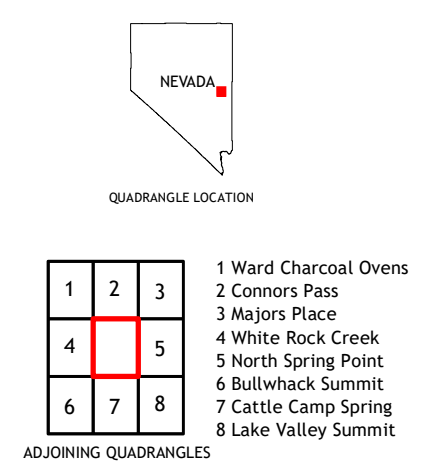 NEVADA
QUADRANGLE LOCATION
1 2 3
4 5
6 7 8
1 Ward Charcoal Ovens
2 Connors Pass
3 Majors Place
4 White Rock Creek
5 North Spring Point
6 Bullwhack Summit
7 Cattle Camp Spring
8 Lake Valley Summit
ADJOINING QUADRANGLES